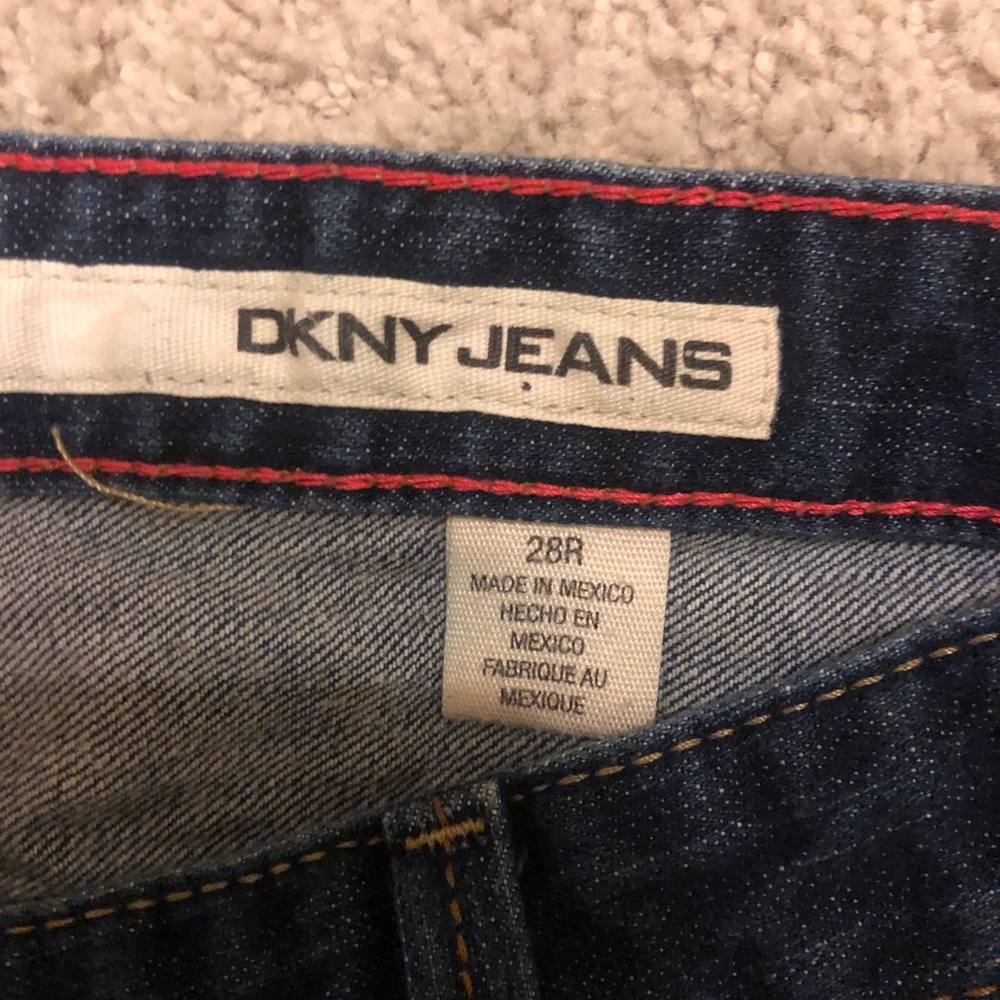 DKNY JEANS
28R
MADE IN MEXICO
HECHO EN
MEXICO
FABRIQUE AU
MEXIQUE